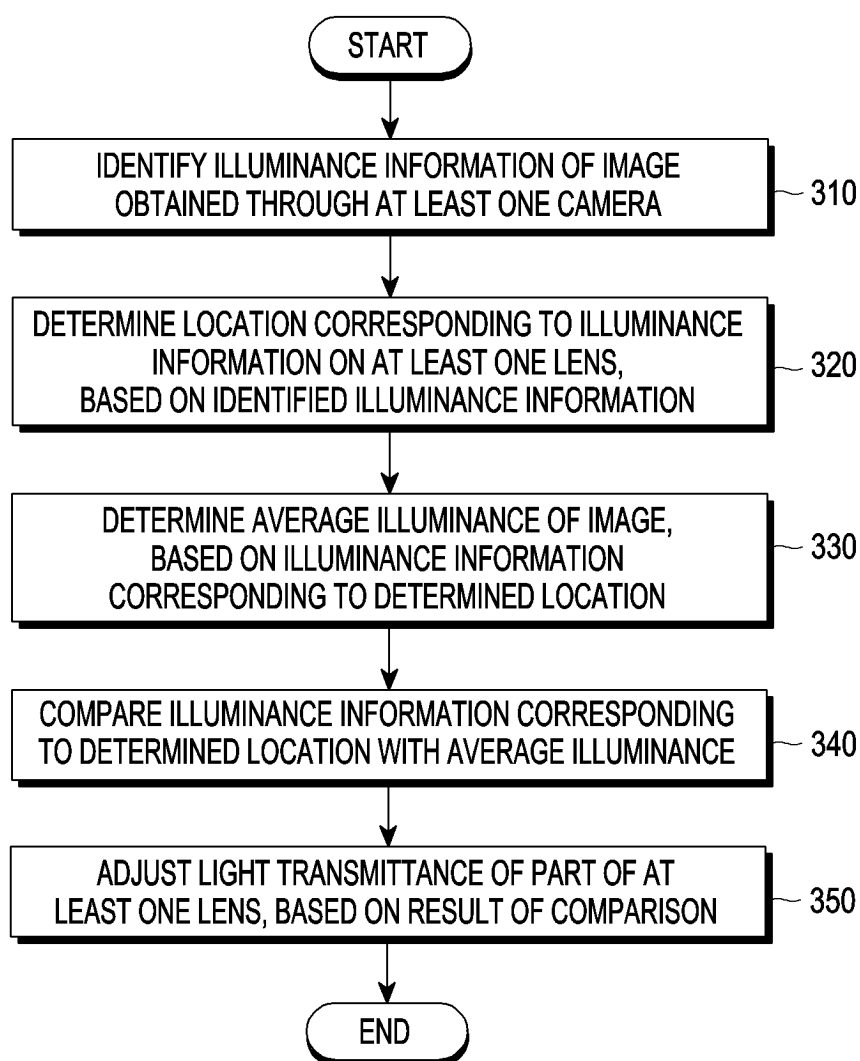 START
IDENTIFY ILLUMINANCE INFORMATION OF IMAGE
OBTAINED THROUGH AT LEAST ONE CAMERA
310
DETERMINE LOCATION CORRESPONDING TO ILLUMINANCE
INFORMATION ON AT LEAST ONE LENS,
BASED ON IDENTIFIED ILLUMINANCE INFORMATION
320
DETERMINE AVERAGE ILLUMINANCE OF IMAGE,
BASED ON ILLUMINANCE INFORMATION
CORRESPONDING TO DETERMINED LOCATION
330
COMPARE ILLUMINANCE INFORMATION CORRESPONDING
TO DETERMINED LOCATION WITH AVERAGE ILLUMINANCE
340
ADJUST LIGHT TRANSMITTANCE OF PART OF AT
LEAST ONE LENS, BASED ON RESULT OF COMPARISON
350
END